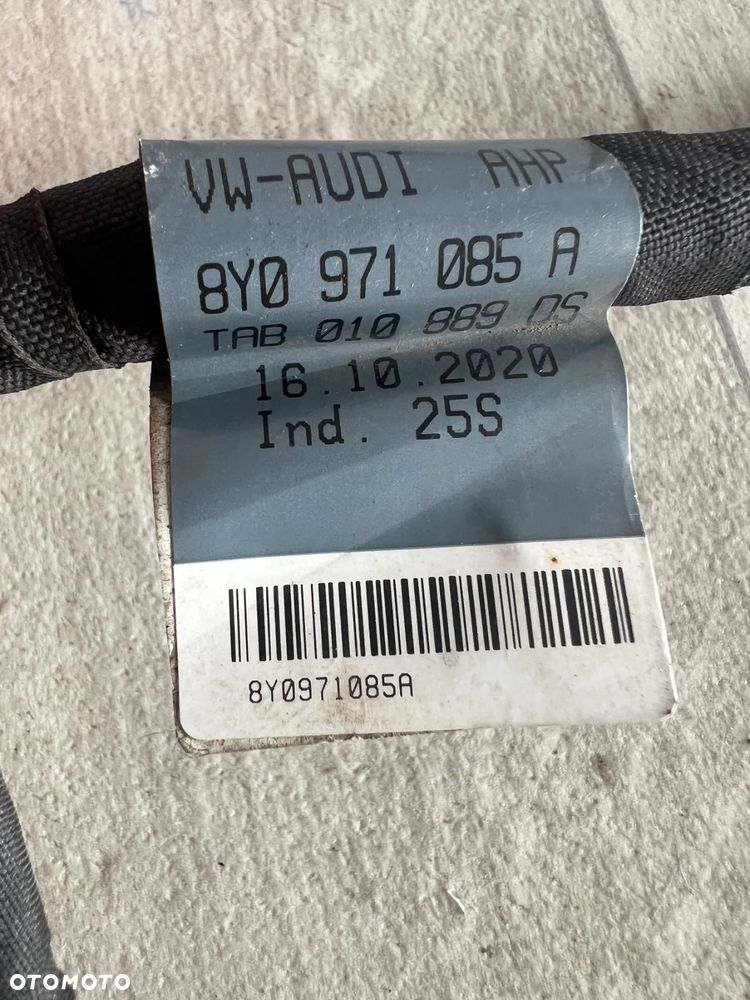 VW-AUDI AHP
8Y0 971 085 A
TAB 010 889 DS
16.10.2020
Ind. 25S
8Y0971085A
OTOMOTO